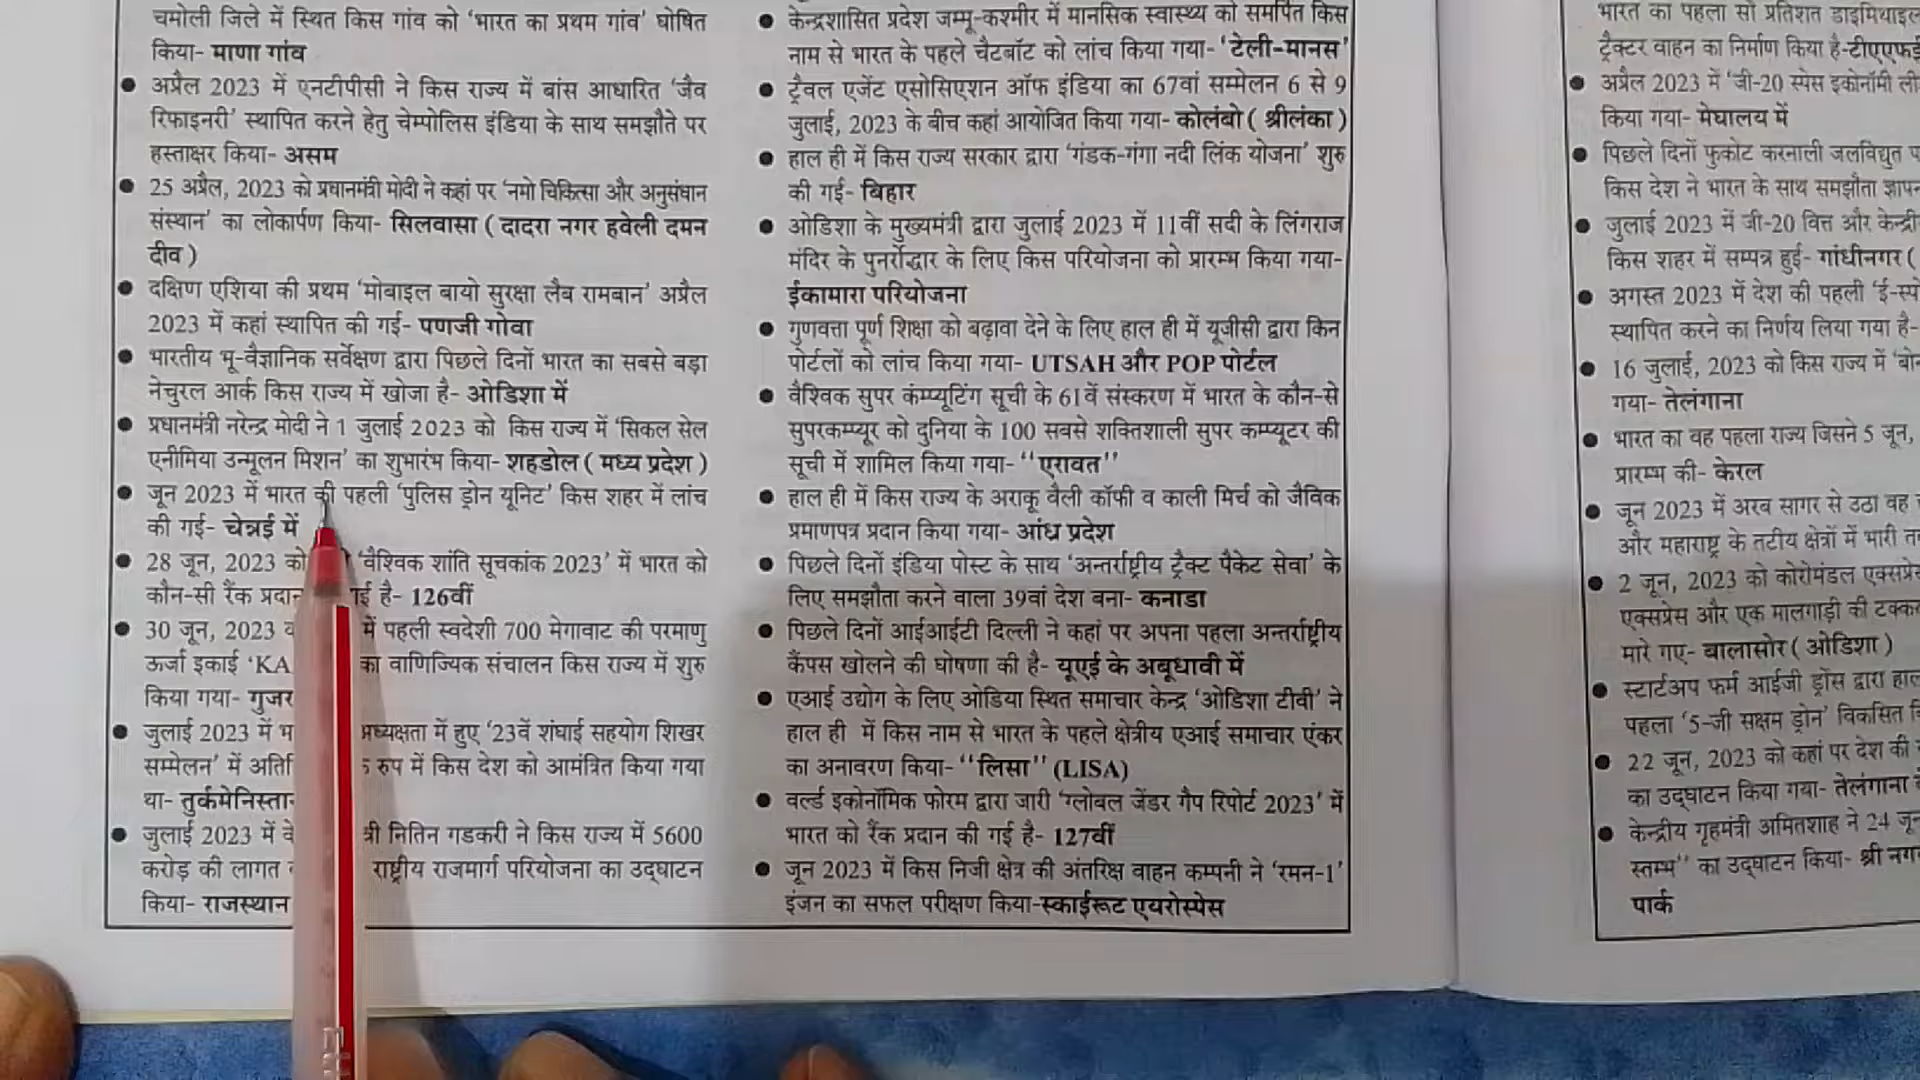 चमोली जिले में स्थित किस गांव को 'भारत का प्रथम गांव' घोषित
किया- माणा गांव
● अप्रैल 2023 में एनटीपीसी ने किस राज्य में बांस आधारित 'जैव
रिफाइनरी' स्थापित करने हेतु चेम्पोलिस इंडिया के साथ समझौते पर
हस्ताक्षर किया- असम
● 25 अप्रैल, 2023 को प्रधानमंत्री मोदी ने कहां पर 'नमो चिकित्सा और अनुसंधान
संस्थान' का लोकार्पण किया- सिलवासा ( दादरा नगर हवेली दमन
दीव )
● दक्षिण एशिया की प्रथम 'मोबाइल बायो सुरक्षा लैब रामबान' अप्रैल
2023 में कहां स्थापित की गई- पणजी गोवा
● भारतीय भू-वैज्ञानिक सर्वेक्षण द्वारा पिछले दिनों भारत का सबसे बड़ा
नेचुरल आर्क किस राज्य में खोजा है- ओडिशा में
● प्रधानमंत्री नरेन्द्र मोदी ने 1 जुलाई 2023 को किस राज्य में 'सिकल सेल
एनीमिया उन्मूलन मिशन' का शुभारंभ किया- शहडोल ( मध्य प्रदेश )
● जून 2023 में भारत की पहली 'पुलिस ड्रोन यूनिट' किस शहर में लांच
की गई- चेन्नई में
● 28 जून, 2023 को 'वैश्विक शांति सूचकांक 2023' में भारत को
कौन-सी रैंक है- 126वीं
● 30 जून, 2023 में पहली स्वदेशी 700 मेगावाट की परमाणु
ऊर्जा इकाई का वाणिज्यिक संचालन किस राज्य में शुरु
किया गया-
● जुलाई 2023 में हुए '23वें शंघाई सहयोग शिखर
सम्मेलन' में रुप में किस देश को आमंत्रित किया गया
था- तुर्कमेनिस्तान
● जुलाई 2023 में नितिन गडकरी ने किस राज्य में 5600
करोड़ की लागत राष्ट्रीय राजमार्ग परियोजना का उद्घाटन
किया- राजस्थान
● केन्द्रशासित प्रदेश जम्मू-कश्मीर में मानसिक स्वास्थ्य को समर्पित किस
नाम से भारत के पहले चैटबॉट को लांच किया गया- 'टेली-मानस'
● ट्रैवल एजेंट एसोसिएशन ऑफ इंडिया का 67वां सम्मेलन 6 से 9
जुलाई, 2023 के बीच कहां आयोजित किया गया- कोलंबो ( श्रीलंका )
● हाल ही में किस राज्य सरकार द्वारा 'गंडक-गंगा नदी लिंक योजना' शुरु
की गई- बिहार
● ओडिशा के मुख्यमंत्री द्वारा जुलाई 2023 में 11वीं सदी के लिंगराज
मंदिर के पुनर्रोद्धार के लिए किस परियोजना को प्रारम्भ किया गया-
ईकामारा परियोजना
● गुणवत्ता पूर्ण शिक्षा को बढ़ावा देने के लिए हाल ही में यूजीसी द्वारा किन
पोर्टलों को लांच किया गया- UTSAH और POP पोर्टल
● वैश्विक सुपर कंम्प्यूटिंग सूची के 61वें संस्करण में भारत के कौन-से
सुपरकम्प्यूर को दुनिया के 100 सबसे शक्तिशाली सुपर कम्प्यूटर की
सूची में शामिल किया गया- ''एरावत''
● हाल ही में किस राज्य के अराकू वैली कॉफी व काली मिर्च को जैविक
प्रमाणपत्र प्रदान किया गया- आंध्र प्रदेश
● पिछले दिनों इंडिया पोस्ट के साथ 'अन्तर्राष्ट्रीय ट्रैक्ट पैकेट सेवा' के
लिए समझौता करने वाला 39वां देश बना- कनाडा
● पिछले दिनों आईआईटी दिल्ली ने कहां पर अपना पहला अन्तर्राष्ट्रीय
कैंपस खोलने की घोषणा की है- यूएई के अबूधावी में
● एआई उद्योग के लिए ओडिया स्थित समाचार केन्द्र 'ओडिशा टीवी' ने
हाल ही में किस नाम से भारत के पहले क्षेत्रीय एआई समाचार एंकर
का अनावरण किया- ''लिसा'' (LISA)
● वर्ल्ड इकोनॉमिक फोरम द्वारा जारी 'ग्लोबल जेंडर गैप रिपोर्ट 2023' में
भारत को रैंक प्रदान की गई है- 127वीं
● जून 2023 में किस निजी क्षेत्र की अंतरिक्ष वाहन कम्पनी ने 'रमन-1'
इंजन का सफल परीक्षण किया-स्काईरूट एयरोस्पेस
भारत का पहला सौ प्रतिशत
ट्रैक्टर वाहन का निर्माण किया
● अप्रैल 2023 में 'जी-20 स्पेस इकोनॉमी
किया गया- मेघालय में
● पिछले दिनों फुकोट करनाली जलविद्युत
किस देश ने भारत के साथ समझौता
● जुलाई 2023 में जी-20 वित्त और
किस शहर में सम्पन्न हुई- गांधीनगर (
● अगस्त 2023 में देश की पहली
स्थापित करने का निर्णय लिया गया है-
● 16 जुलाई, 2023 को किस राज्य में
गया- तेलंगाना
● भारत का वह पहला राज्य जिसने 5 जून,
प्रारम्भ की- केरल
● जून 2023 में अरब सागर से उठा वह
और महाराष्ट्र के तटीय क्षेत्रों में भारी
● 2 जून, 2023 को कोरोमंडल
एक्सप्रेस और एक मालगाड़ी की
मारे गए- बालासोर ( ओडिशा )
● स्टार्टअप फर्म आईजी ड्रोंस द्वारा
पहला '5-जी सक्षम ड्रोन' विकसित
● 22 जून, 2023 को कहां पर देश की
का उद्घाटन किया गया- तेलंगाना
● केन्द्रीय गृहमंत्री अमितशाह ने 24
स्तम्भ'' का उद्घाटन किया- श्री
पार्क